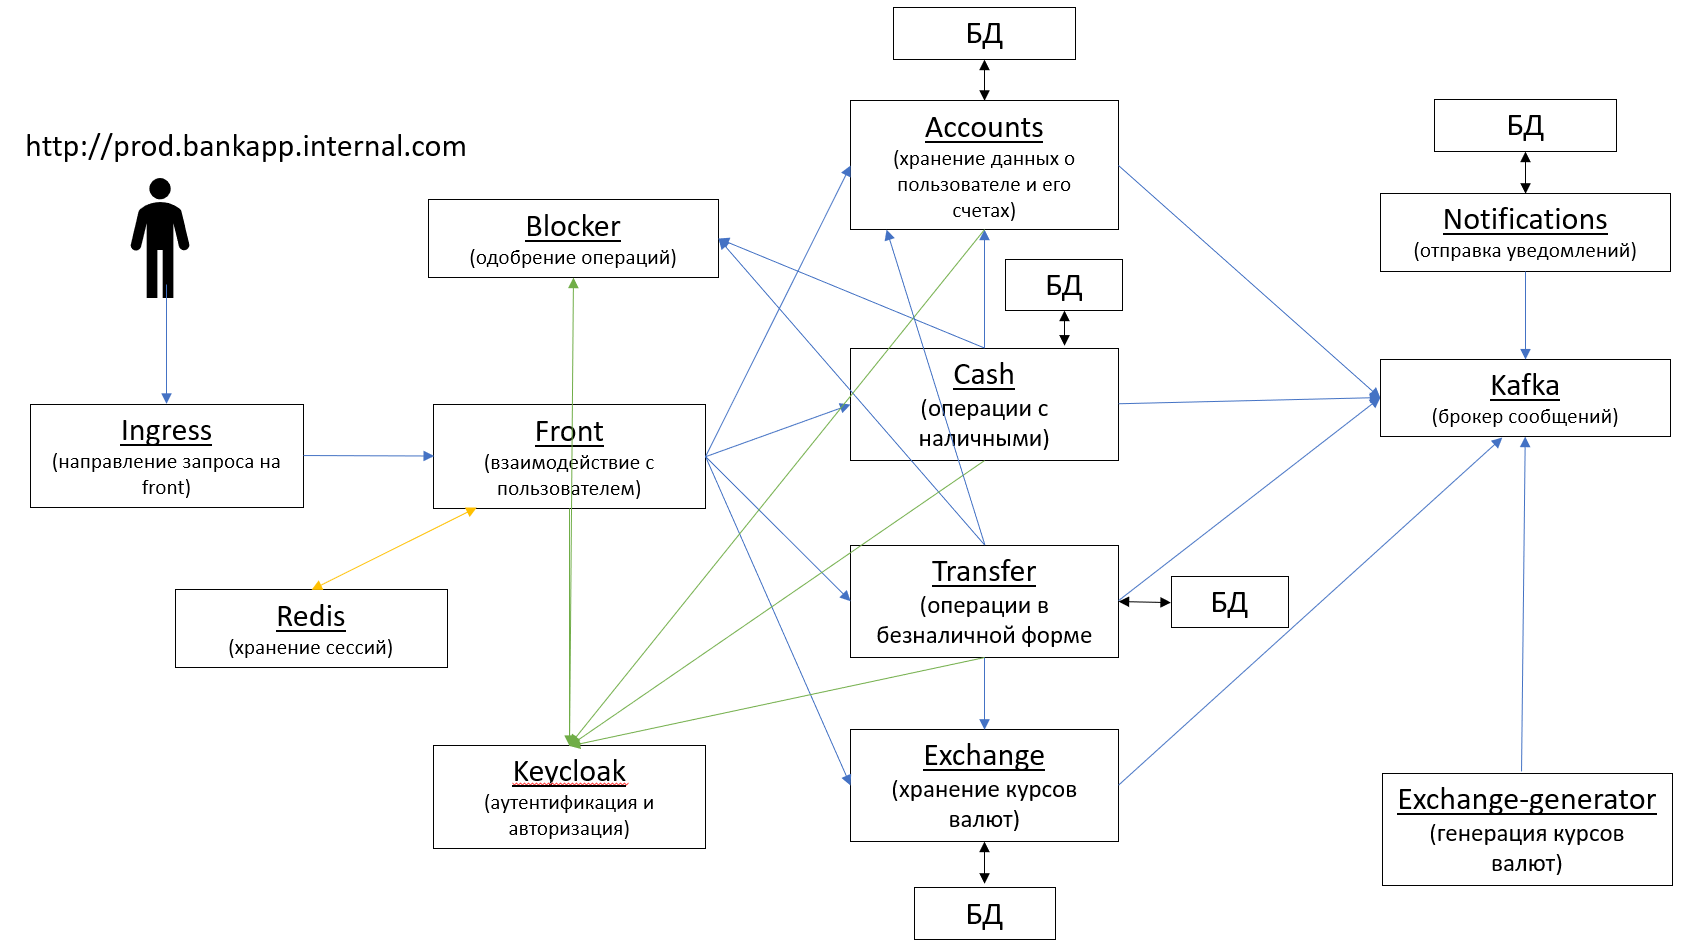 БД
http://prod.bankapp.internal.com
Accounts
(хранение данных о
пользователе и его
счетах)
БД
Notifications
(отправка уведомлений)
Blocker
(одобрение операций)
БД
Cash
(операции с
наличными)
Kafka
(брокер сообщений)
Ingress
(направление запроса на
front)
Front
(взаимодействие с
пользователем)
Redis
(хранение сессий)
Transfer
(операции в
безналичной форме
БД
Keycloak
(аутентификация и
авторизация)
Exchange
(хранение курсов
валют)
Exchange-generator
(генерация курсов
валют)
БД